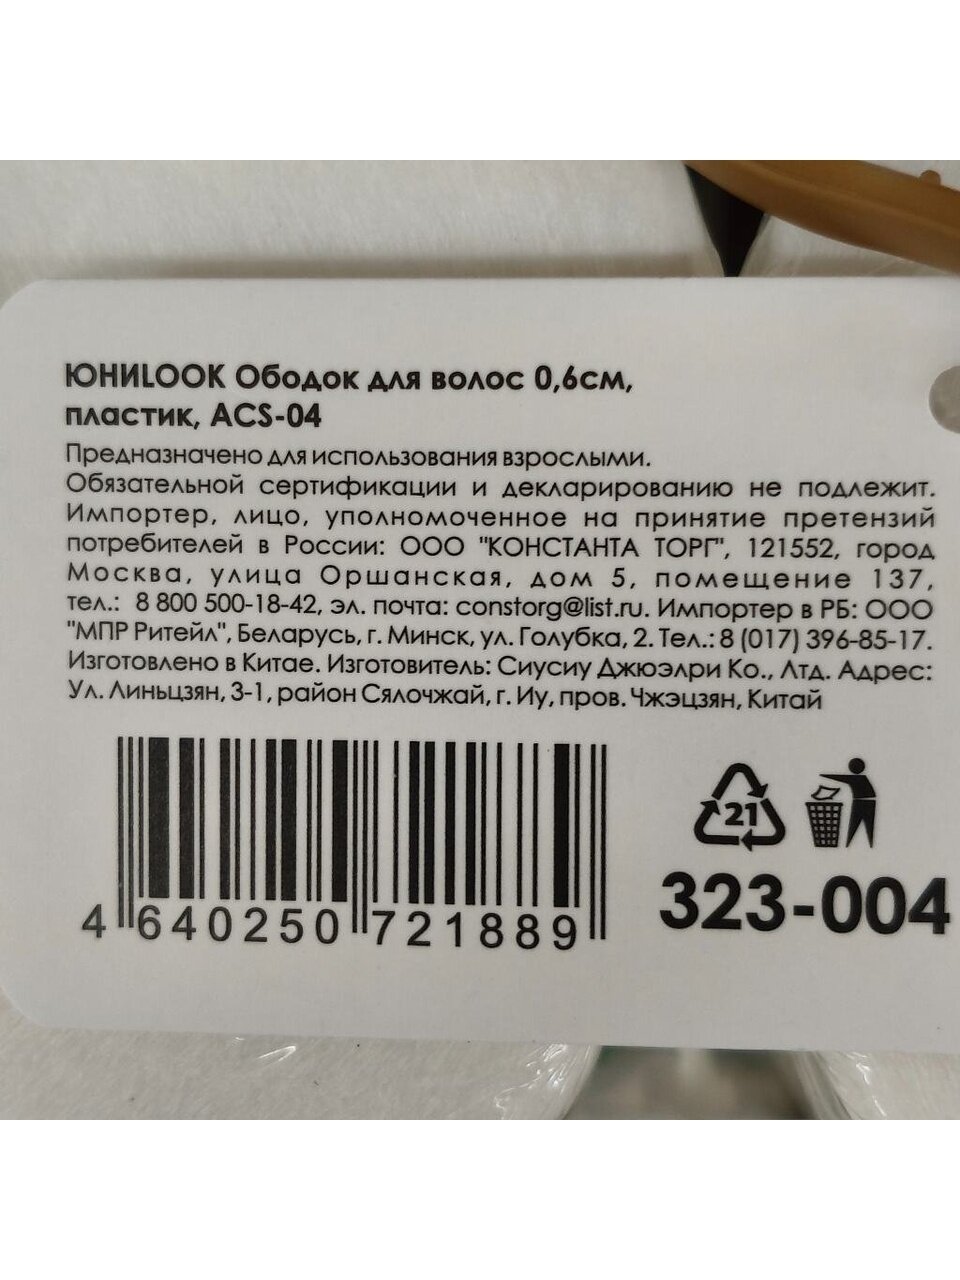 ЮНИLOOK Ободок для волос 0,6см,
пластик, ACS-04
Предназначено для использования взрослыми.
Обязательной сертификации и декларированию не подлежит.
Импортер, лицо, уполномоченное на принятие претензий
потребителей в России: ООО "КОНСТАНТА ТОРГ", 121552, город
Москва, улица Оршанская, дом 5, помещение 137,
тел.: 8 800 500-18-42, эл. почта: constorg@list.ru. Импортер в РБ: ООО
"МПР Ритейл", Беларусь, г. Минск, ул. Голубка, 2. Тел.: 8 (017) 396-85-17.
Изготовлено в Китае. Изготовитель: Сиусиу Джюэлри Ко., Лтд. Адрес:
Ул. Линьцзян, 3-1, район Сялочжай, г. Иу, пров. Чжэцзян, Китай
21
323-004
4 640250 721889